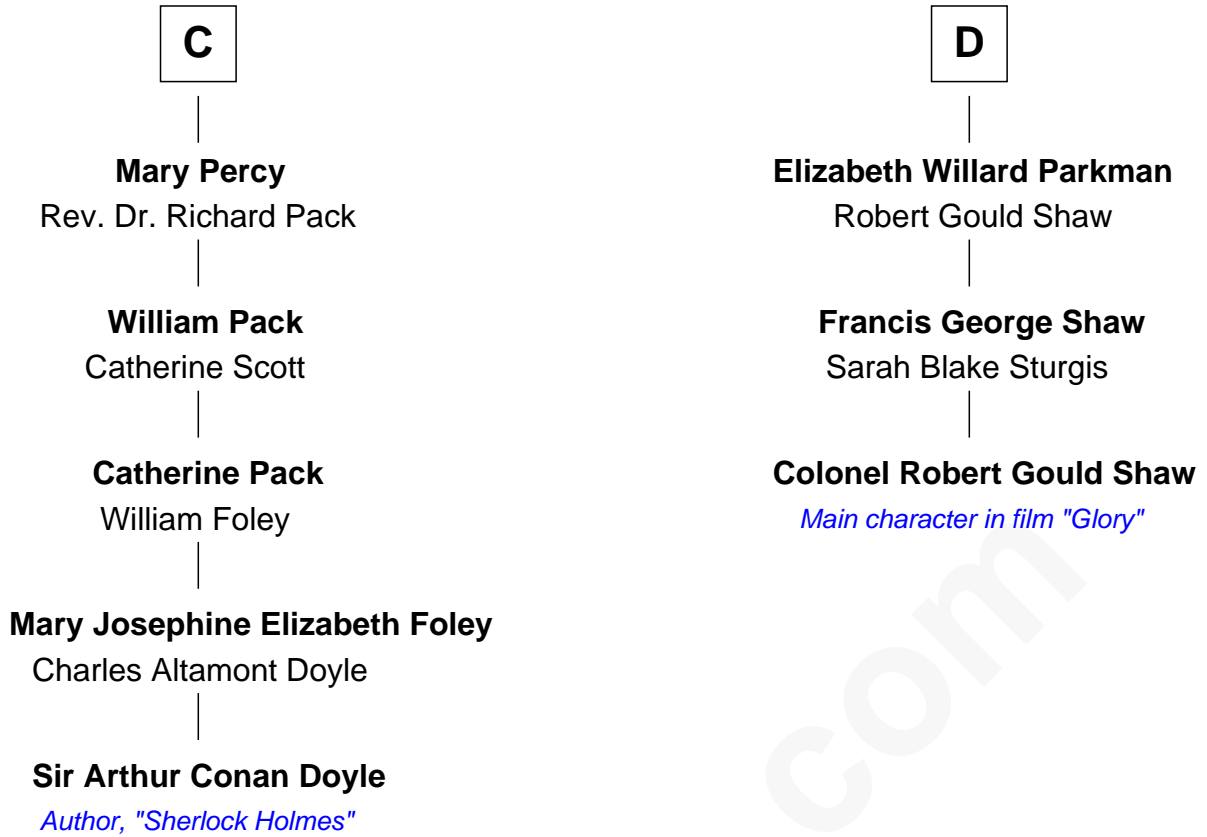 C
Mary Percy
Rev. Dr. Richard Pack
William Pack
Catherine Scott
Catherine Pack
William Foley
Mary Josephine Elizabeth Foley
Charles Altamont Doyle
Sir Arthur Conan Doyle
Author, "Sherlock Holmes"
D
Elizabeth Willard Parkman
Robert Gould Shaw
Francis George Shaw
Sarah Blake Sturgis
Colonel Robert Gould Shaw
Main character in film "Glory"
com